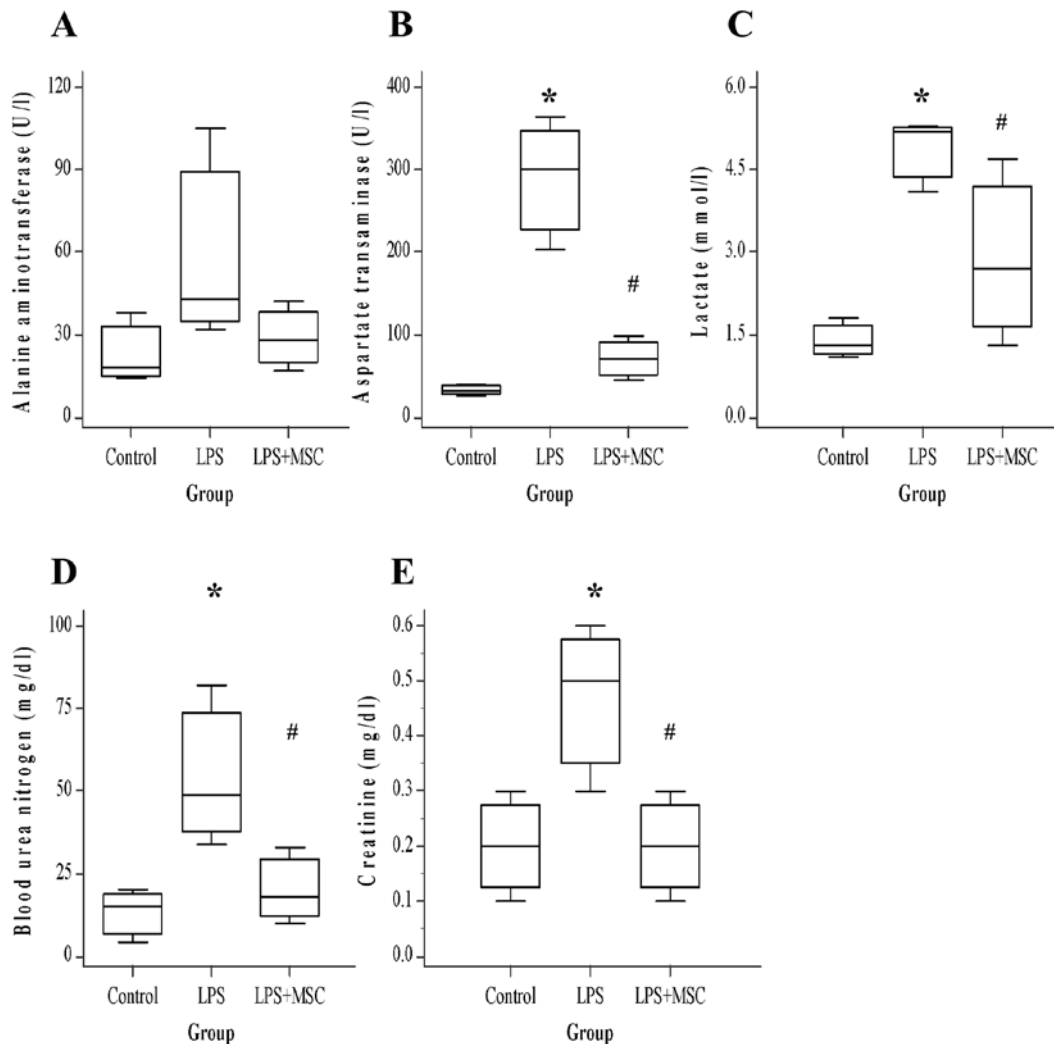 A
Alanine aminotransferase (U/l)
120
90
60
30
0
Control LPS LPS+MSC
Group
B
Aspartate transaminase (U/l)
400
300
200
100
0
*
#
Control LPS LPS+MSC
Group
C
Lactate (mmol/l)
6.0
4.5
3.0
1.5
0.0
*
#
Control LPS LPS+MSC
Group
D
Blood urea nitrogen (mg/dl)
100
75
50
25
0
*
#
Control LPS LPS+MSC
Group
E
Creatinine (mg/dl)
0.6
0.5
0.4
0.3
0.2
0.1
0.0
*
#
Control LPS LPS+MSC
Group